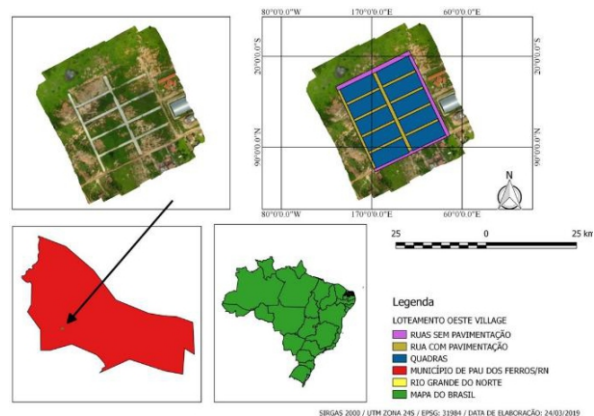 80°0'0.0"E 170°0'0.0"E 60°0'0.0"E
20°0'0.0"S 20°0'0.0"S
90°0'0.0"N 90°0'0.0"N
80°0'0.0"E 170°0'0.0"E 60°0'0.0"E
N
25 0 25 km
Legenda
LOTEAMENTO OESTE VILLAGE
RUAS SEM PAVIMENTAÇÃO
RUA COM PAVIMENTAÇÃO
QUADRAS
MUNICÍPIO DE PAU DOS FERROS/RN
RIO GRANDE DO NORTE
MAPA DO BRASIL
SIRGAS 2000 / UTM ZONA 24S / EPSG: 31984 / DATA DE ELABORAÇÃO: 24/03/2019